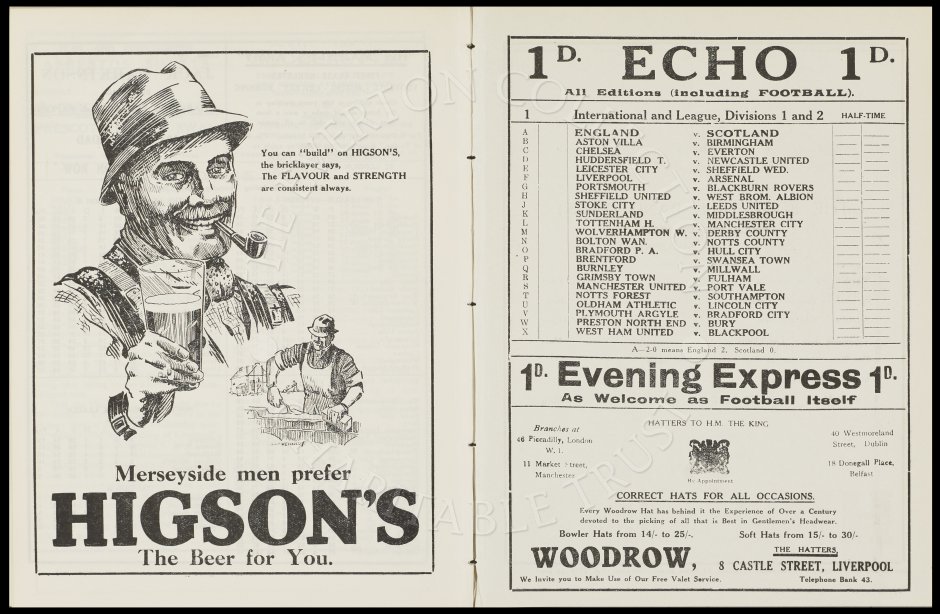 You can "build" on HIGSON'S,
the bricklayer says,
The FLAVOUR and STRENGTH
are consistent always.
Merseyside men prefer
HIGSON'S
The Beer for You.
1D. ECHO 1D.
All Editions (including FOOTBALL).
1 International and League, Divisions 1 and 2 HALF-TIME
A ENGLAND v. SCOTLAND
B ASTON VILLA v. BIRMINGHAM
C CHELSEA v. EVERTON
D HUDDERSFIELD T. v. NEWCASTLE UNITED
E LEICESTER CITY v. SHEFFIELD WED.
F LIVERPOOL v. ARSENAL
G PORTSMOUTH v. BLACKBURN ROVERS
H SHEFFIELD UNITED v. WEST BROM. ALBION
J STOKE CITY v. LEEDS UNITED
K SUNDERLAND v. MIDDLESBROUGH
L TOTTENHAM H. v. MANCHESTER CITY
M WOLVERHAMPTON W. v. DERBY COUNTY
N BOLTON WAN. v. NOTTS COUNTY
O BRADFORD P. A. v. HULL CITY
P BRENTFORD v. SWANSEA TOWN
Q BURNLEY v. MILLWALL
R GRIMSBY TOWN v. FULHAM
S MANCHESTER UNITED v. PORT VALE
T NOTTS FOREST v. SOUTHAMPTON
U OLDHAM ATHLETIC v. LINCOLN CITY
V PLYMOUTH ARGYLE v. BRADFORD CITY
W PRESTON NORTH END v. BURY
X WEST HAM UNITED v. BLACKPOOL
A—2-0 means England 2, Scotland 0.
1D. Evening Express 1D.
As Welcome as Football Itself
HATTERS TO H.M. THE KING
Branches at
46 Piccadilly, London
W. 1.
11 Market Street,
Manchester
By Appointment
40 Westmoreland
Street, Dublin
18 Donegall Place,
Belfast
CORRECT HATS FOR ALL OCCASIONS.
Every Woodrow Hat has behind it the Experience of Over a Century
devoted to the picking of all that is Best in Gentlemen's Headwear.
Bowler Hats from 14/- to 25/-. Soft Hats from 15/- to 30/-
WOODROW, THE HATTERS,
8 CASTLE STREET, LIVERPOOL
We Invite you to Make Use of Our Free Valet Service. Telephone Bank 43.
THE EVERTON COLLECTION
CHARITABLE TRUST